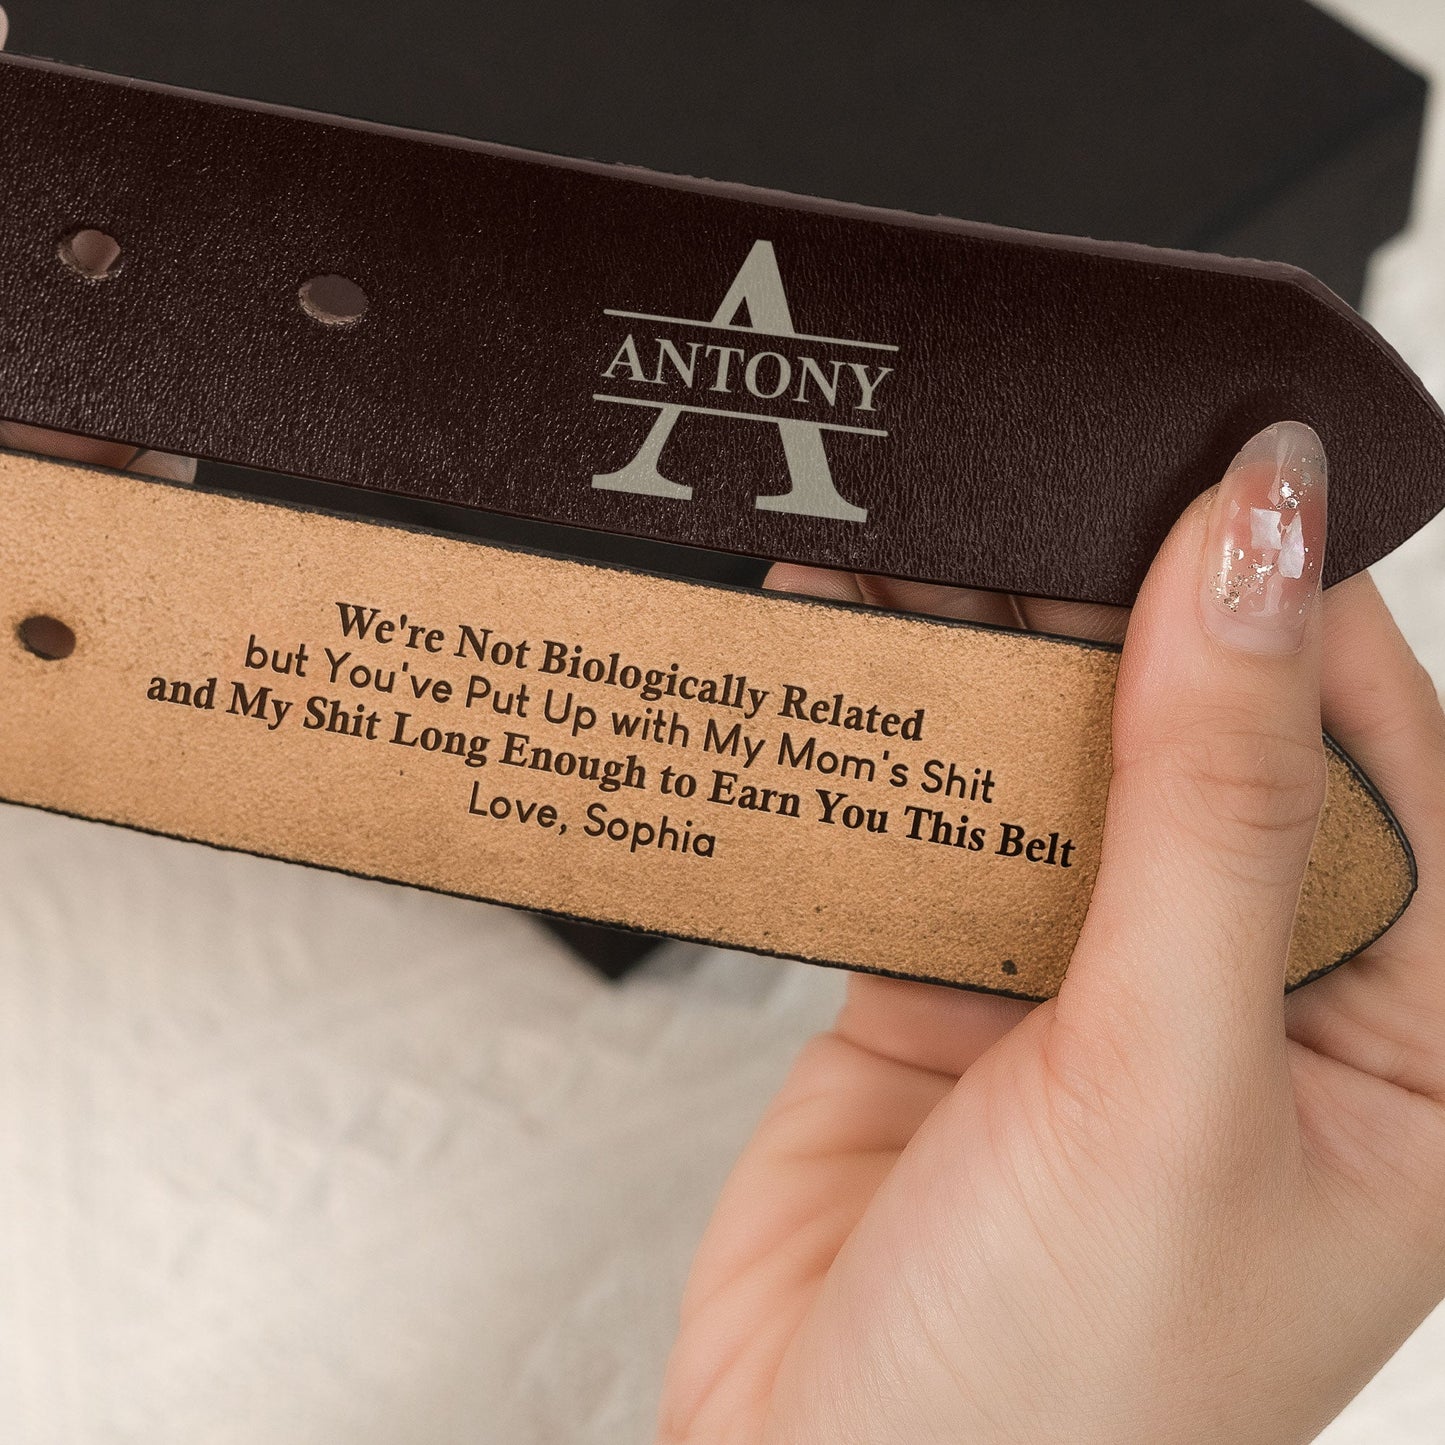 A
ANTONY
We're Not Biologically Related
but You've Put Up with My Mom's Shit
and My Shit Long Enough to Earn You This Belt
Love, Sophia